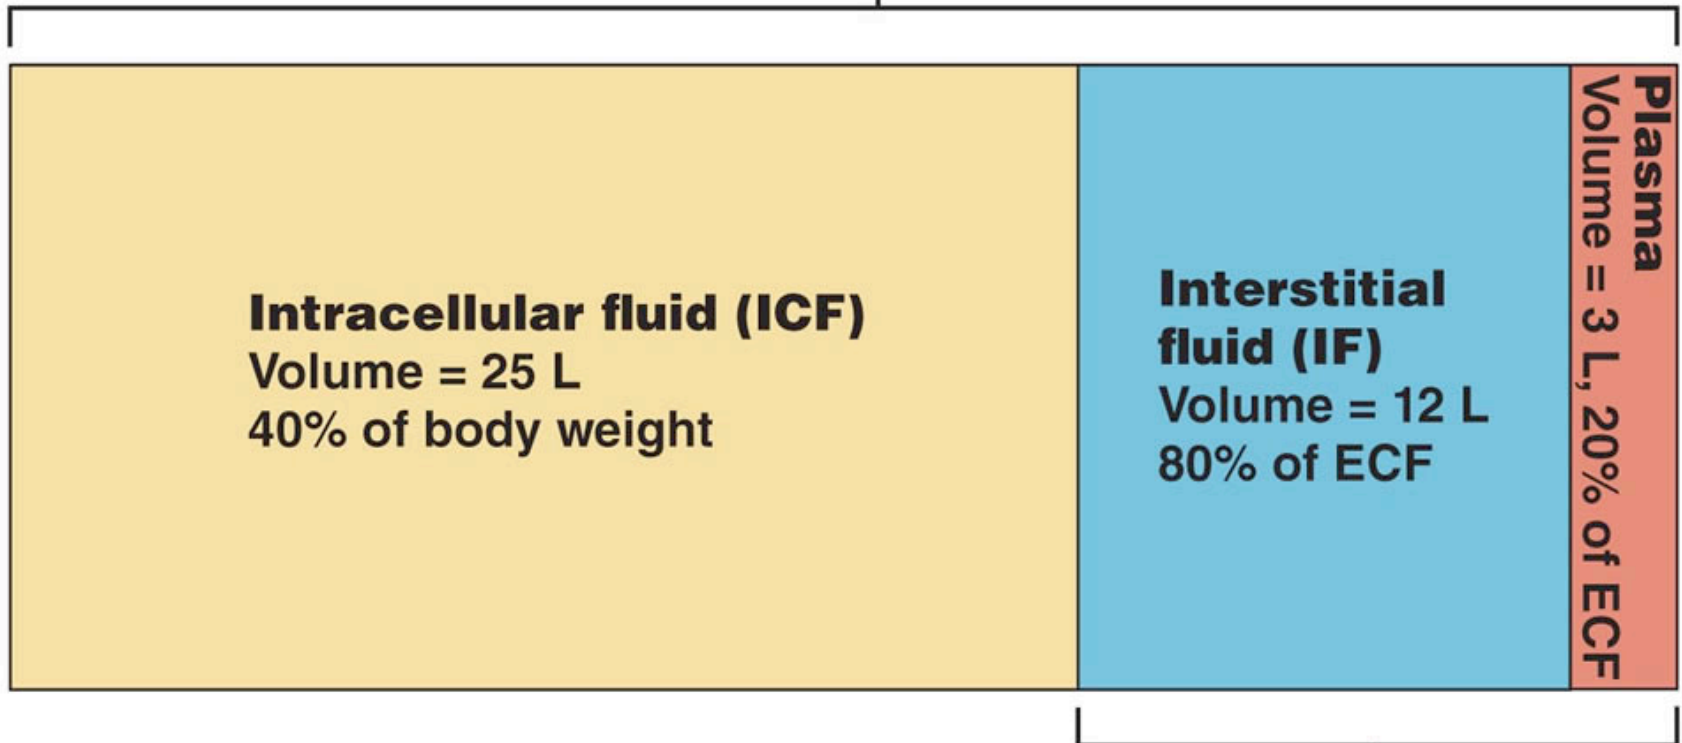 Intracellular fluid (ICF)
Volume = 25 L
40% of body weight
Interstitial
fluid (IF)
Volume = 12 L
80% of ECF
Plasma
Volume = 3 L, 20% of ECF